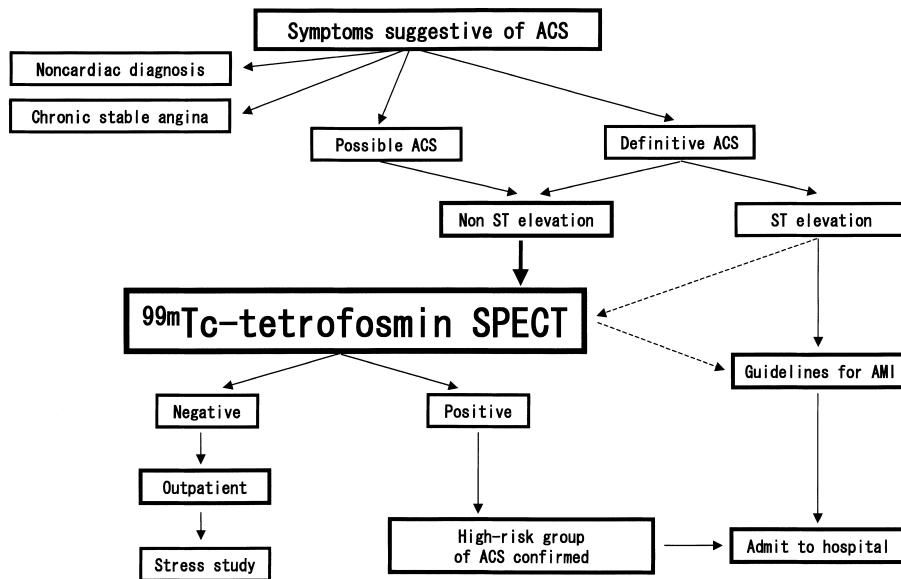 Symptoms suggestive of ACS
Noncardiac diagnosis
Chronic stable angina
Possible ACS
Definitive ACS
Non ST elevation
ST elevation
99mTc-tetrofosmin SPECT
Guidelines for AMI
Negative
Positive
Outpatient
High-risk group
of ACS confirmed
Admit to hospital
Stress study